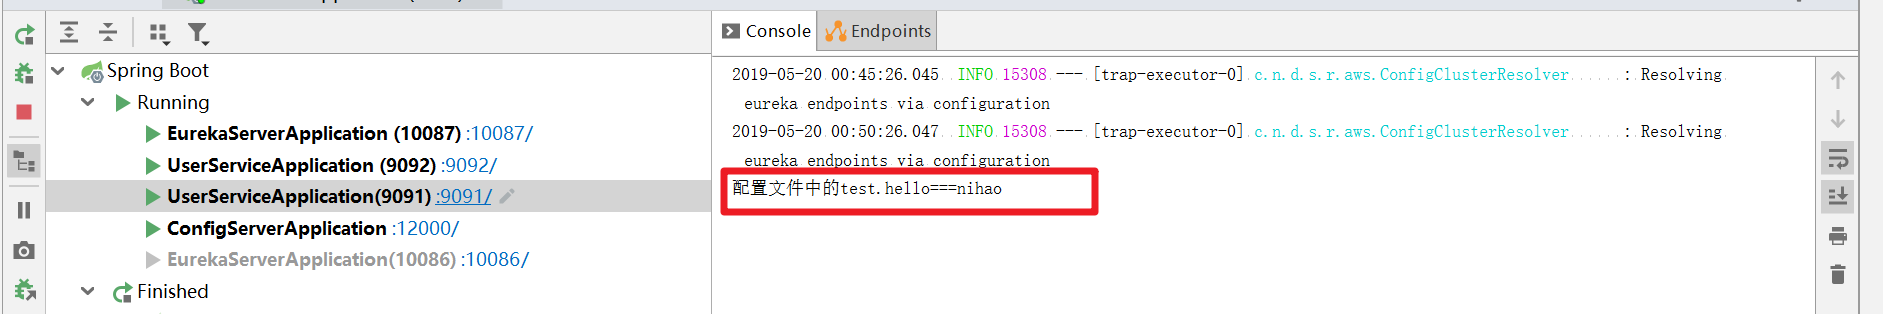 Console
Endpoints
Spring Boot
Running
EurekaServerApplication (10087) :10087/
UserServiceApplication (9092) :9092/
UserServiceApplication(9091) :9091/
ConfigServerApplication :12000/
EurekaServerApplication(10086) :10086/
Finished
2019-05-20 00:45:26.045  INFO 15308 --- [trap-executor-0] c.n.d.s.r.aws.ConfigClusterResolver      : Resolving
eureka endpoints via configuration
2019-05-20 00:50:26.047  INFO 15308 --- [trap-executor-0] c.n.d.s.r.aws.ConfigClusterResolver      : Resolving
eureka endpoints via configuration
配置文件中的test.hello===nihao